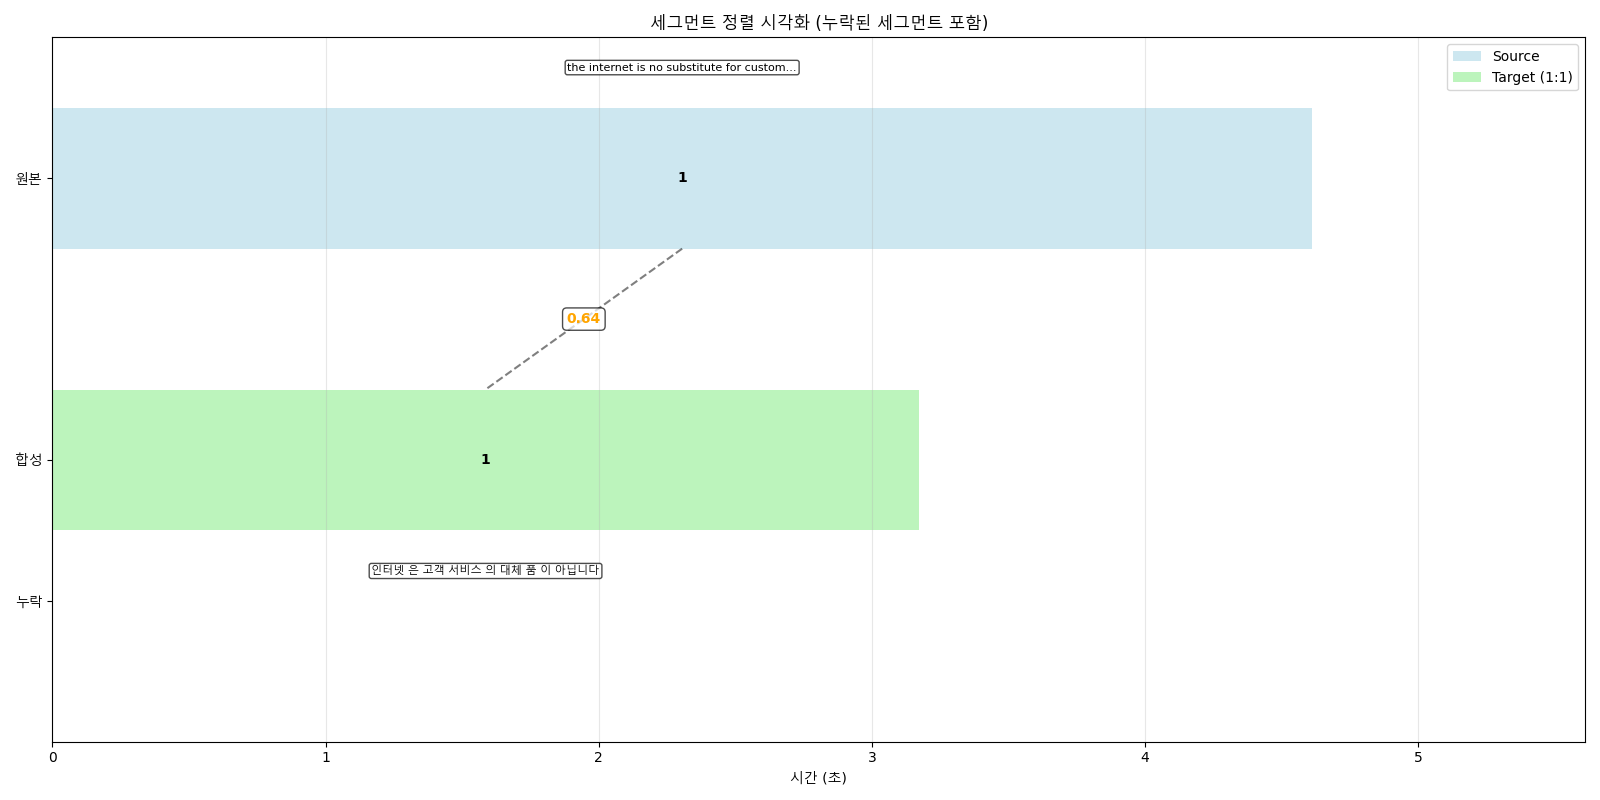 세그먼트 정렬 시각화 (누락된 세그먼트 포함)
the internet is no substitute for custom...
Source
Target (1:1)
원본
1
0.64
합성
1
인터넷 은 고객 서비스 의 대체 품 이 아닙니다
누락
0 1 2 3 4 5
시간 (초)